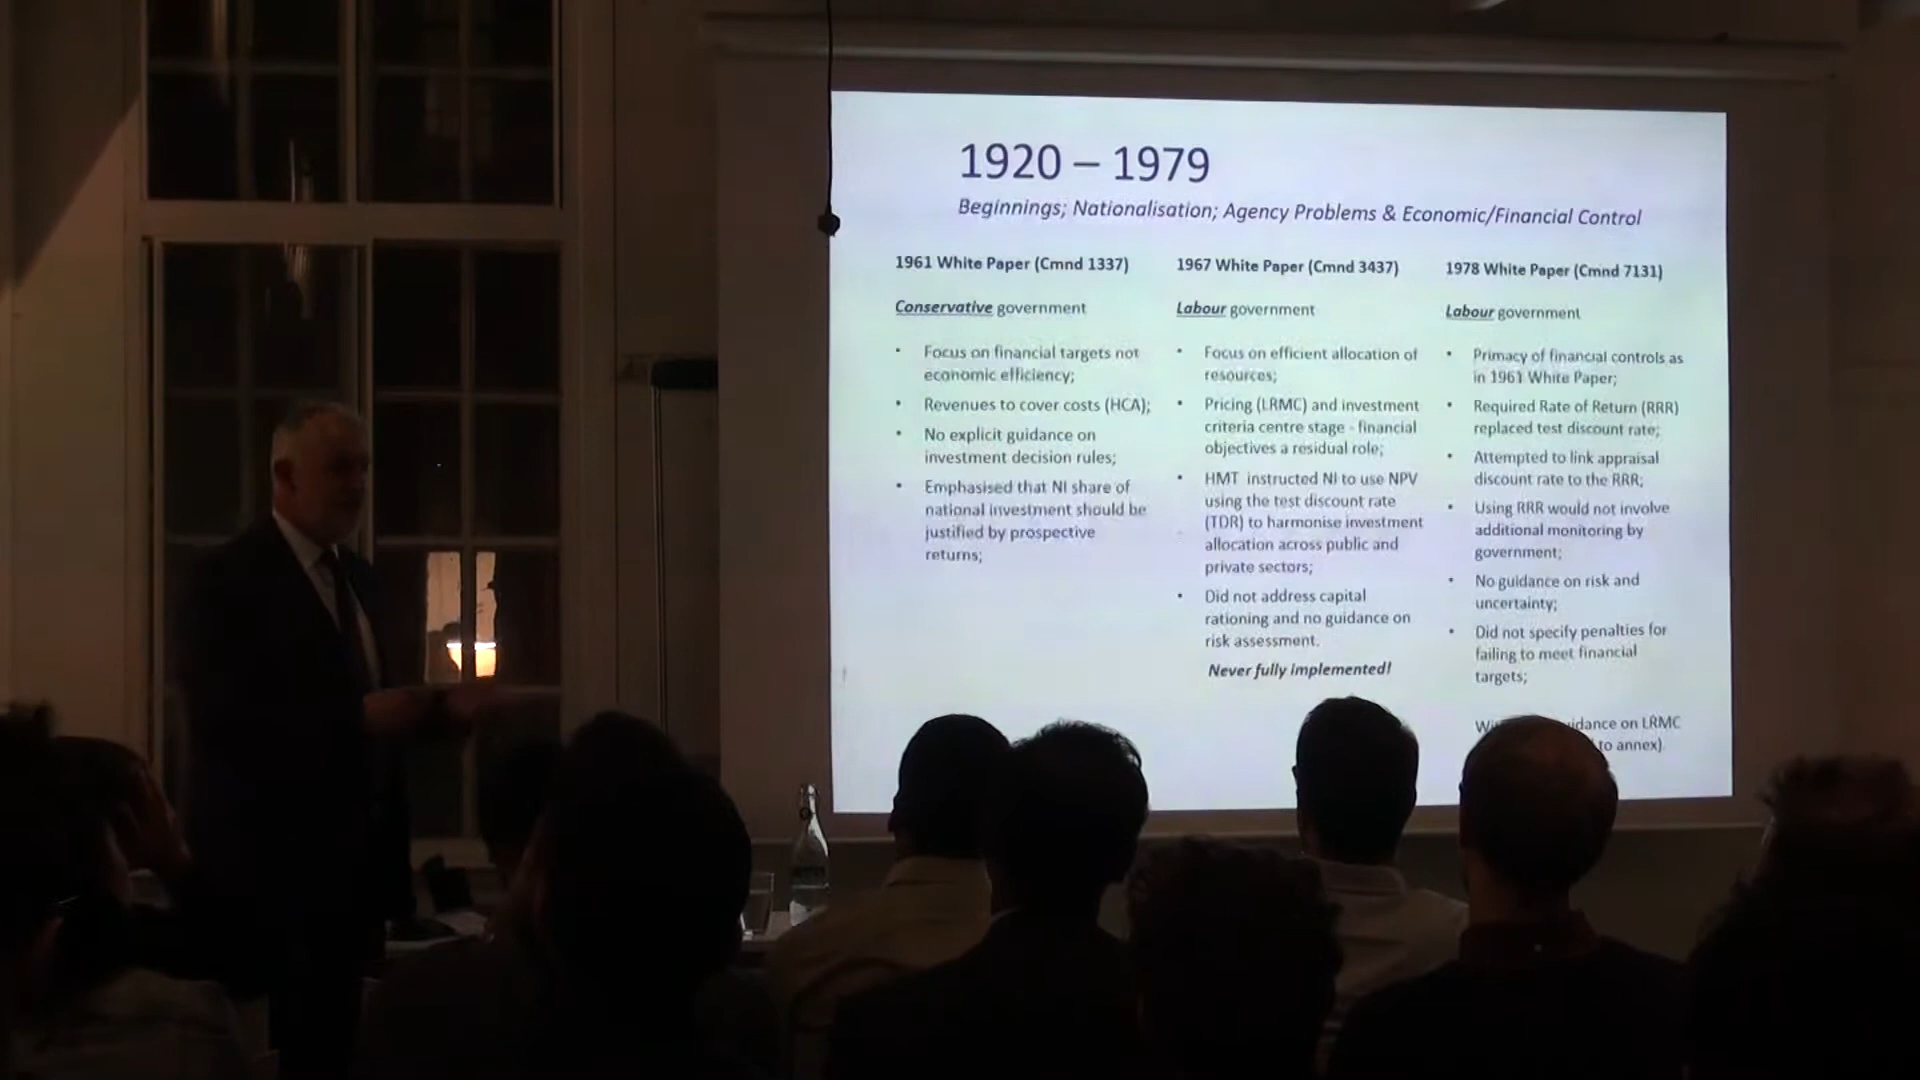 1920 – 1979
Beginnings; Nationalisation; Agency Problems & Economic/Financial Control
1961 White Paper (Cmnd 1337)
Conservative government
• Focus on financial targets not
economic efficiency;
• Revenues to cover costs (HCA);
• No explicit guidance on
investment decision rules;
• Emphasised that NI share of
national investment should be
justified by prospective
returns;
1967 White Paper (Cmnd 3437)
Labour government
• Focus on efficient allocation of
resources;
• Pricing (LRMC) and investment
criteria centre stage - financial
objectives a residual role;
• HMT instructed NI to use NPV
using the test discount rate
(TDR) to harmonise investment
allocation across public and
private sectors;
• Did not address capital
rationing and no guidance on
risk assessment.
Never fully implemented!
1978 White Paper (Cmnd 7131)
Labour government
• Primacy of financial controls as
in 1961 White Paper;
• Required Rate of Return (RRR)
replaced test discount rate;
• Attempted to link appraisal
discount rate to the RRR;
• Using RRR would not involve
additional monitoring by
government;
• No guidance on risk and
uncertainty;
• Did not specify penalties for
failing to meet financial
targets;
on LRMC
to annex).